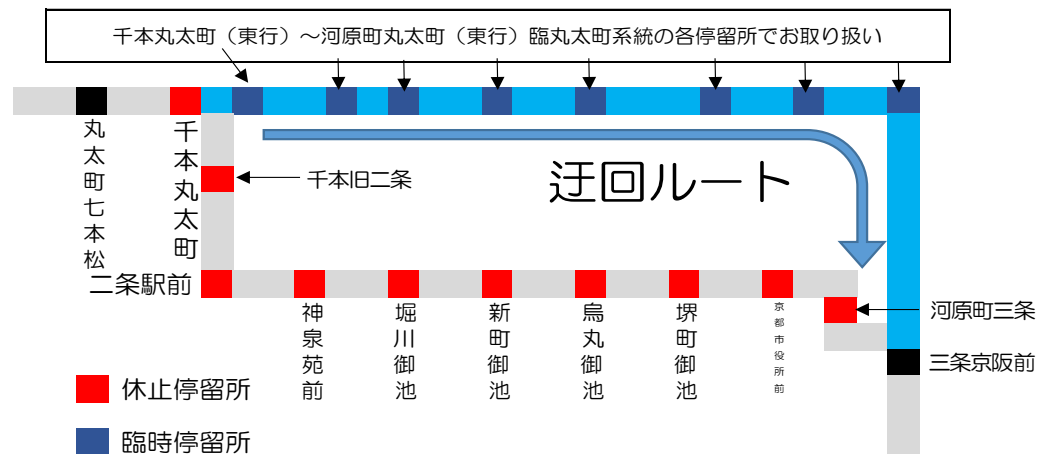 千本丸太町（東行）～河原町丸太町（東行）臨丸太町系統の各停留所でお取り扱い
丸太町七本松
千本丸太町
千本旧二条
迂回ルート
二条駅前
神泉苑前
堀川御池
新町御池
烏丸御池
堺町御池
京都市役所前
河原町三条
三条京阪前
休止停留所
臨時停留所